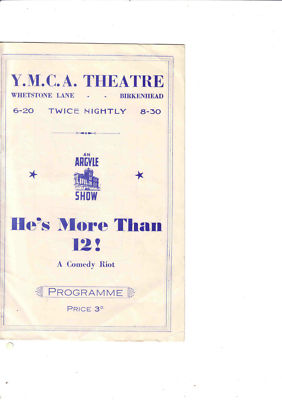 Y.M.C.A. THEATRE
WHETSTONE LANE - - BIRKENHEAD
6-20 TWICE NIGHTLY 8-30
AN
ARGYLE
SHOW
He's More Than
12!
A Comedy Riot
PROGRAMME
PRICE 3D